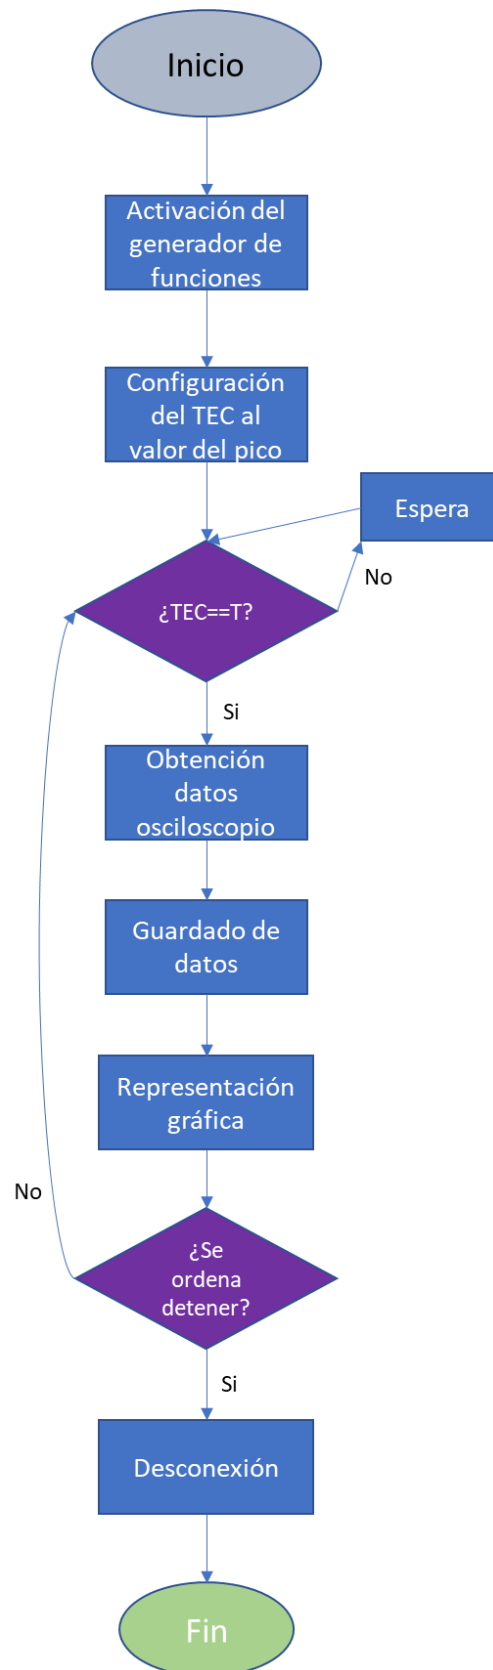 Inicio
Activación del
generador de
funciones
Configuración
del TEC al
valor del pico
Espera
No
¿TEC==T?
Si
Obtención
datos
osciloscopio
Guardado de
datos
Representación
gráfica
No
¿Se
ordena
detener?
Si
Desconexión
Fin